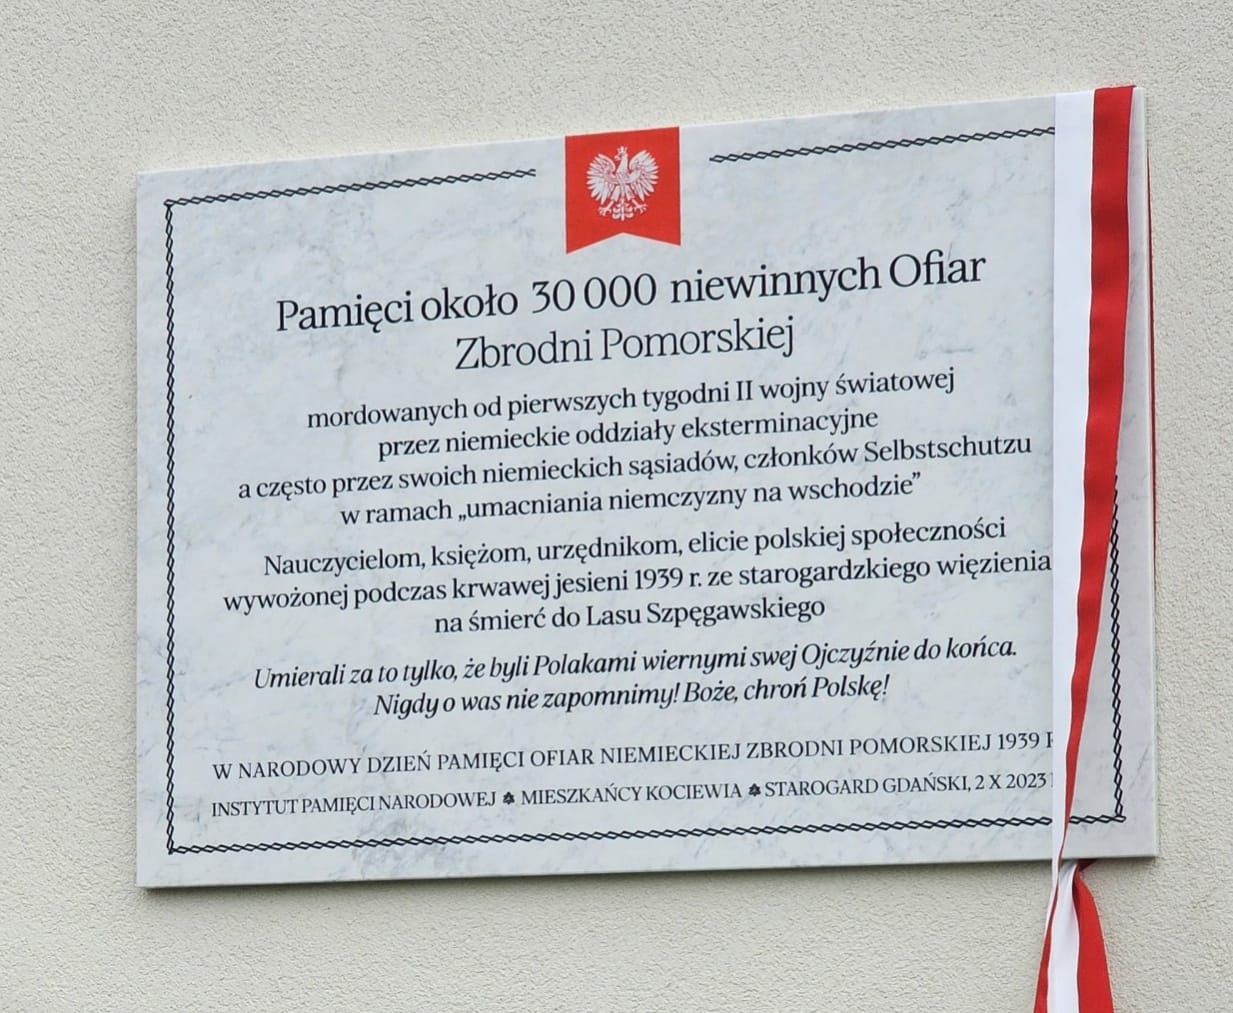 Pamięci około 30 000 niewinnych Ofiar
Zbrodni Pomorskiej
mordowanych od pierwszych tygodni II wojny światowej
przez niemieckie oddziały eksterminacyjne
a często przez swoich niemieckich sąsiadów, członków Selbstschutzu
w ramach „umacniania niemczyzny na wschodzie”
Nauczycielom, księżom, urzędnikom, elicie polskiej społeczności
wywożonej podczas krwawej jesieni 1939 r. ze starogardzkiego więzienia
na śmierć do Lasu Szpęgawskiego
Umierali za to tylko, że byli Polakami wiernymi swej Ojczyźnie do końca.
Nigdy o was nie zapomnimy! Boże, chroń Polskę!
W NARODOWY DZIEŃ PAMIĘCI OFIAR NIEMIECKIEJ ZBRODNI POMORSKIEJ 1939
INSTYTUT PAMIĘCI NARODOWEJ MIESZKAŃCY KOCIEWIA STAROGARD GDAŃSKI, 2 X 2023